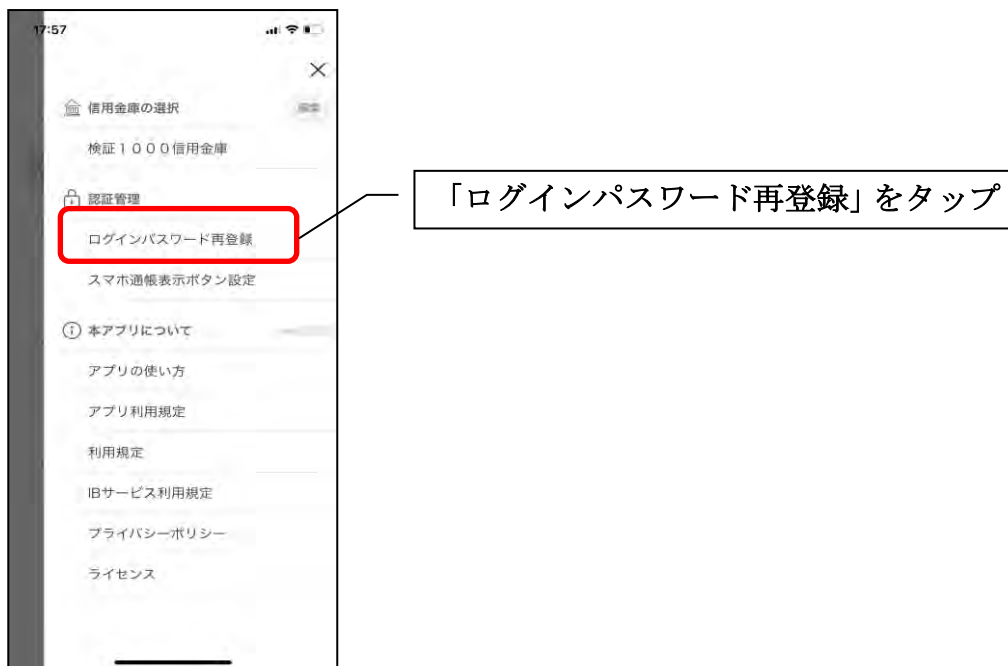 17:57
信用金庫の選択
検証１０００信用金庫
認証管理
ログインパスワード再登録
「ログインパスワード再登録」をタップ
スマホ通帳表示ボタン設定
本アプリについて
アプリの使い方
アプリ利用規定
利用規定
IBサービス利用規定
プライバシーポリシー
ライセンス